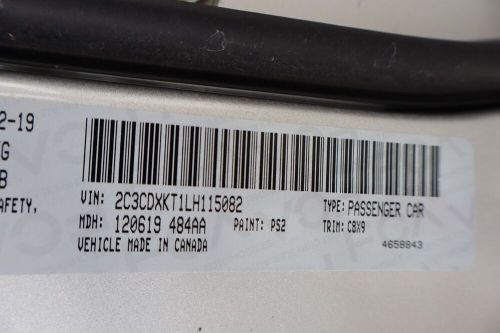 2-19
G
B
AFETY,
VIN: 2C3CDXKT1LH115082 TYPE: PASSENGER CAR
MDH: 120619 484AA PAINT: PS2 TRIM: C8X9
VEHICLE MADE IN CANADA 4658843